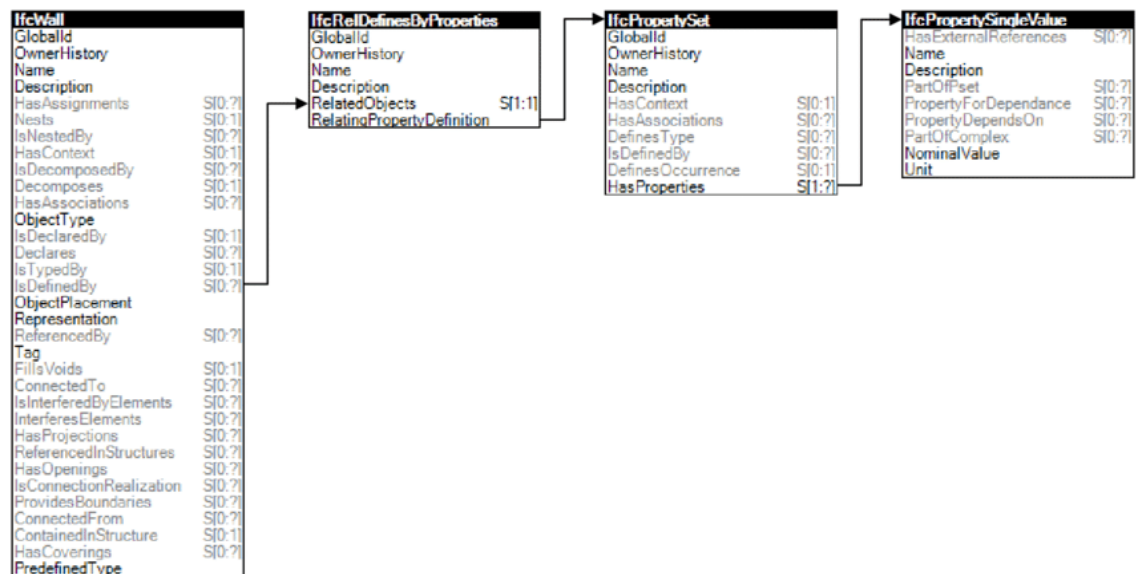 IfcWall
GlobalId
OwnerHistory
Name
Description
HasAssignments S[0:?]
Nests S[0:1]
IsNestedBy S[0:?]
HasContext S[0:1]
IsDecomposedBy S[0:?]
Decomposes S[0:1]
HasAssociations S[0:?]
ObjectType
IsDeclaredBy S[0:1]
Declares S[0:?]
IsTypedBy S[0:1]
IsDefinedBy S[0:?]
ObjectPlacement
Representation
ReferencedBy S[0:?]
Tag
FillsVoids S[0:1]
ConnectedTo S[0:?]
IsInterferedByElements S[0:?]
InterferesElements S[0:?]
HasProjections S[0:?]
ReferencedInStructures S[0:?]
HasOpenings S[0:?]
IsConnectionRealization S[0:?]
ProvidesBoundaries S[0:?]
ConnectedFrom S[0:?]
ContainedInStructure S[0:1]
HasCoverings S[0:?]
PredefinedType
IfcRelDefinesByProperties
GlobalId
OwnerHistory
Name
Description
RelatedObjects S[1:1]
RelatingPropertyDefinition
IfcPropertySet
GlobalId
OwnerHistory
Name
Description
HasContext S[0:1]
HasAssociations S[0:?]
DefinesType S[0:?]
IsDefinedBy S[0:?]
DefinesOccurrence S[0:1]
HasProperties S[1:?]
IfcPropertySingleValue
HasExternalReferences S[0:?]
Name
Description
PartOfPset S[0:?]
PropertyForDependance S[0:?]
PropertyDependsOn S[0:?]
PartOfComplex S[0:?]
NominalValue
Unit